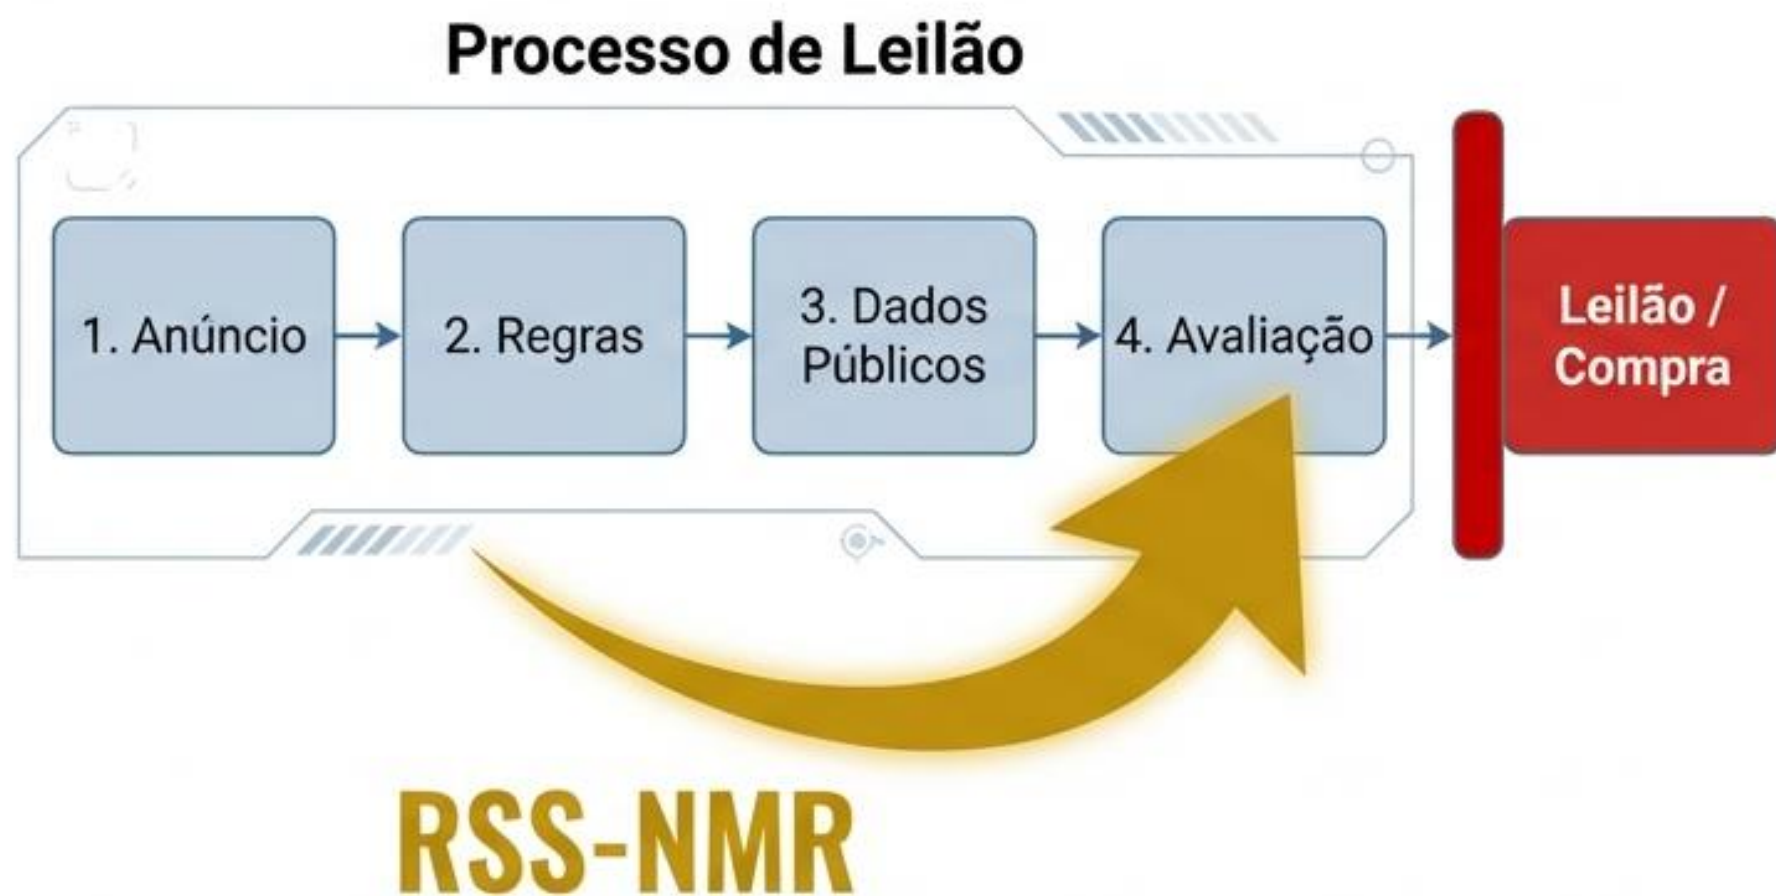 Processo de Leilão
1. Anúncio
2. Regras
3. Dados
Públicos
4. Avaliação
Leilão /
Compra
RSS-NMR